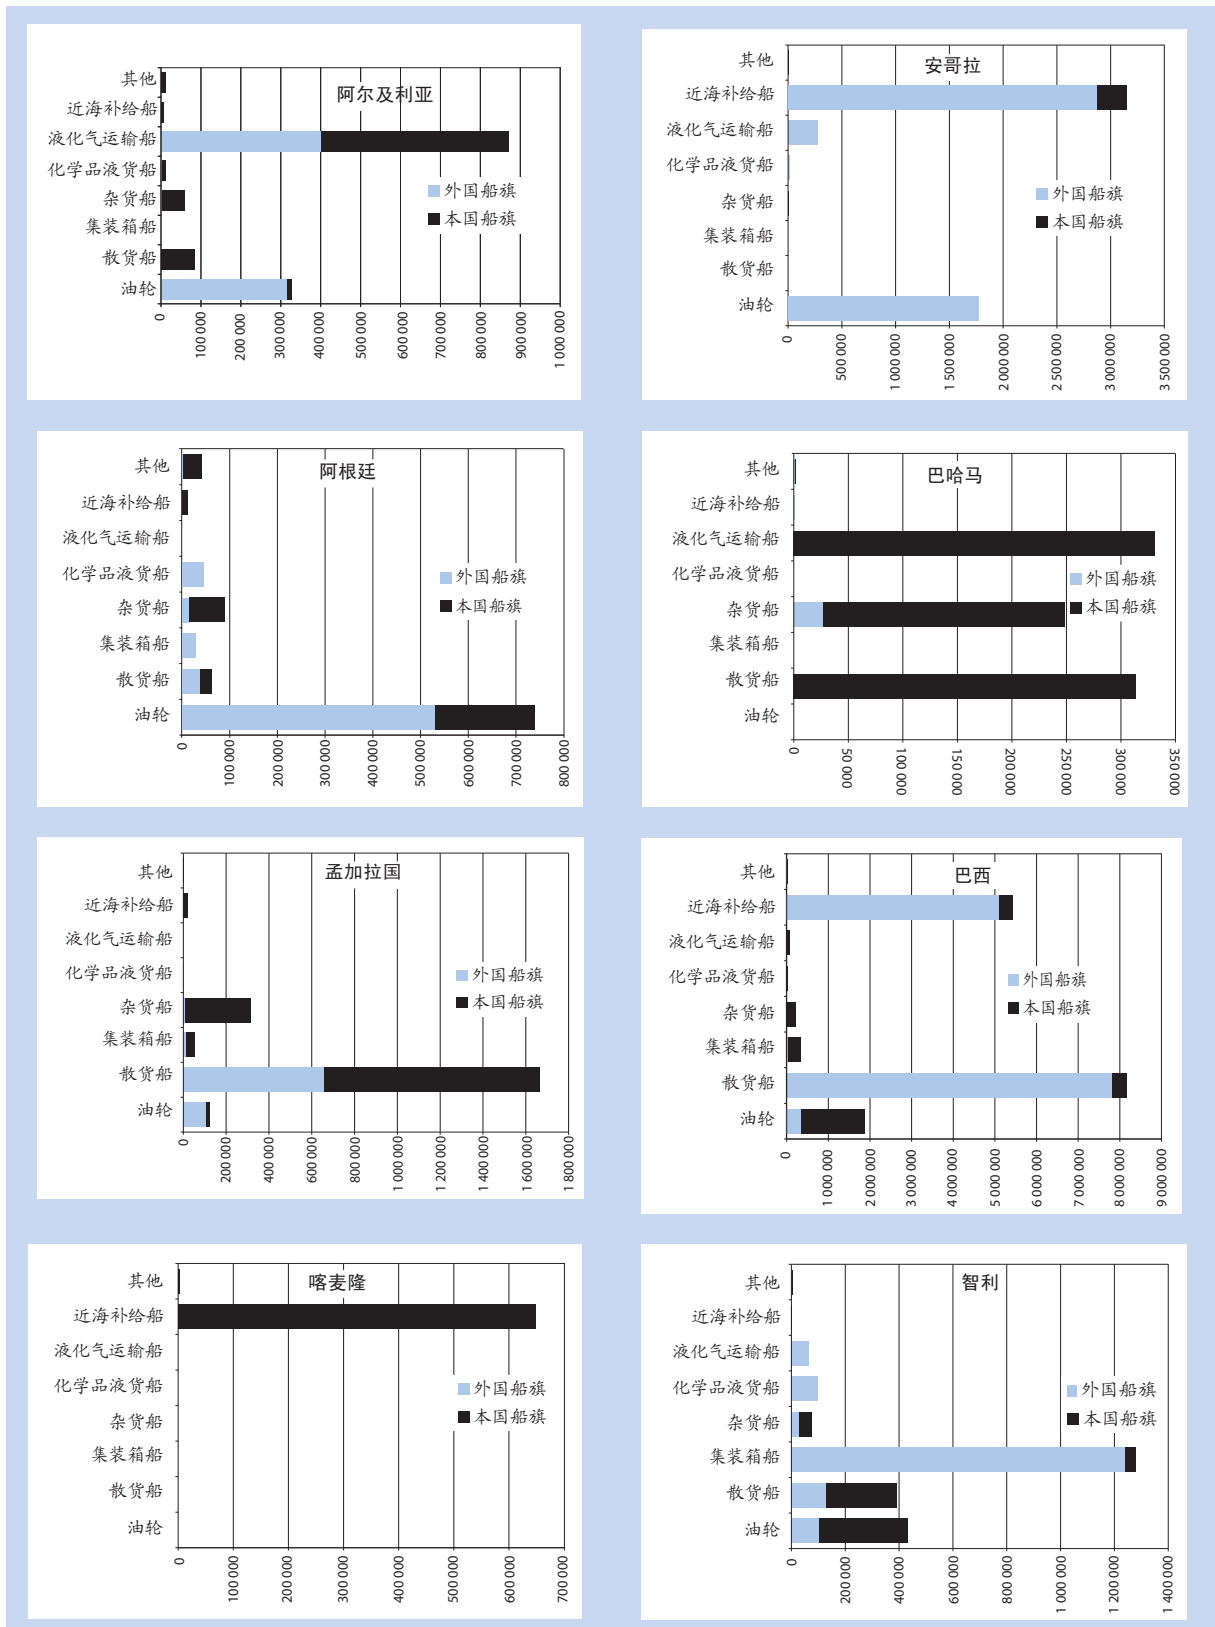 阿尔及利亚
其他
近海补给船
液化气运输船
化学品液货船
杂货船
集装箱船
散货船
油轮
外国船旗
本国船旗
0
100 000
200 000
300 000
400 000
500 000
600 000
700 000
800 000
900 000
1 000 000
安哥拉
其他
近海补给船
液化气运输船
化学品液货船
杂货船
集装箱船
散货船
油轮
外国船旗
本国船旗
0
500 000
1 000 000
1 500 000
2 000 000
2 500 000
3 000 000
3 500 000
阿根廷
其他
近海补给船
液化气运输船
化学品液货船
杂货船
集装箱船
散货船
油轮
外国船旗
本国船旗
0
100 000
200 000
300 000
400 000
500 000
600 000
700 000
800 000
巴哈马
其他
近海补给船
液化气运输船
化学品液货船
杂货船
集装箱船
散货船
油轮
外国船旗
本国船旗
0
50 000
100 000
150 000
200 000
250 000
300 000
350 000
孟加拉国
其他
近海补给船
液化气运输船
化学品液货船
杂货船
集装箱船
散货船
油轮
外国船旗
本国船旗
0
200 000
400 000
600 000
800 000
1 000 000
1 200 000
1 400 000
1 600 000
1 800 000
巴西
其他
近海补给船
液化气运输船
化学品液货船
杂货船
集装箱船
散货船
油轮
外国船旗
本国船旗
0
1 000 000
2 000 000
3 000 000
4 000 000
5 000 000
6 000 000
7 000 000
8 000 000
9 000 000
喀麦隆
其他
近海补给船
液化气运输船
化学品液货船
杂货船
集装箱船
散货船
油轮
外国船旗
本国船旗
0
100 000
200 000
300 000
400 000
500 000
600 000
700 000
智利
其他
近海补给船
液化气运输船
化学品液货船
杂货船
集装箱船
散货船
油轮
外国船旗
本国船旗
0
200 000
400 000
600 000
800 000
1 000 000
1 200 000
1 400 000